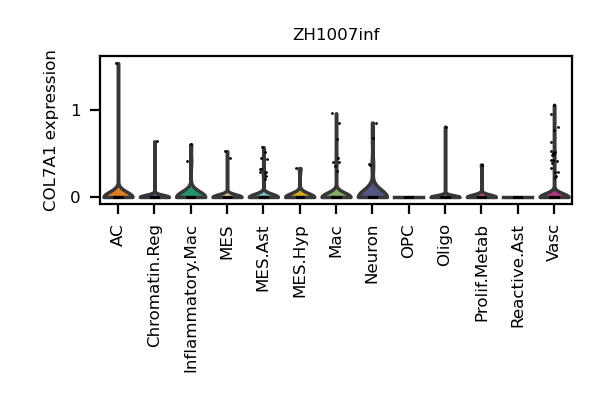 ZH1007inf
COL7A1 expression
1
0
AC
Chromatin.Reg
Inflammatory.Mac
MES
MES.Ast
MES.Hyp
Mac
Neuron
OPC
Oligo
Prolif.Metab
Reactive.Ast
Vasc